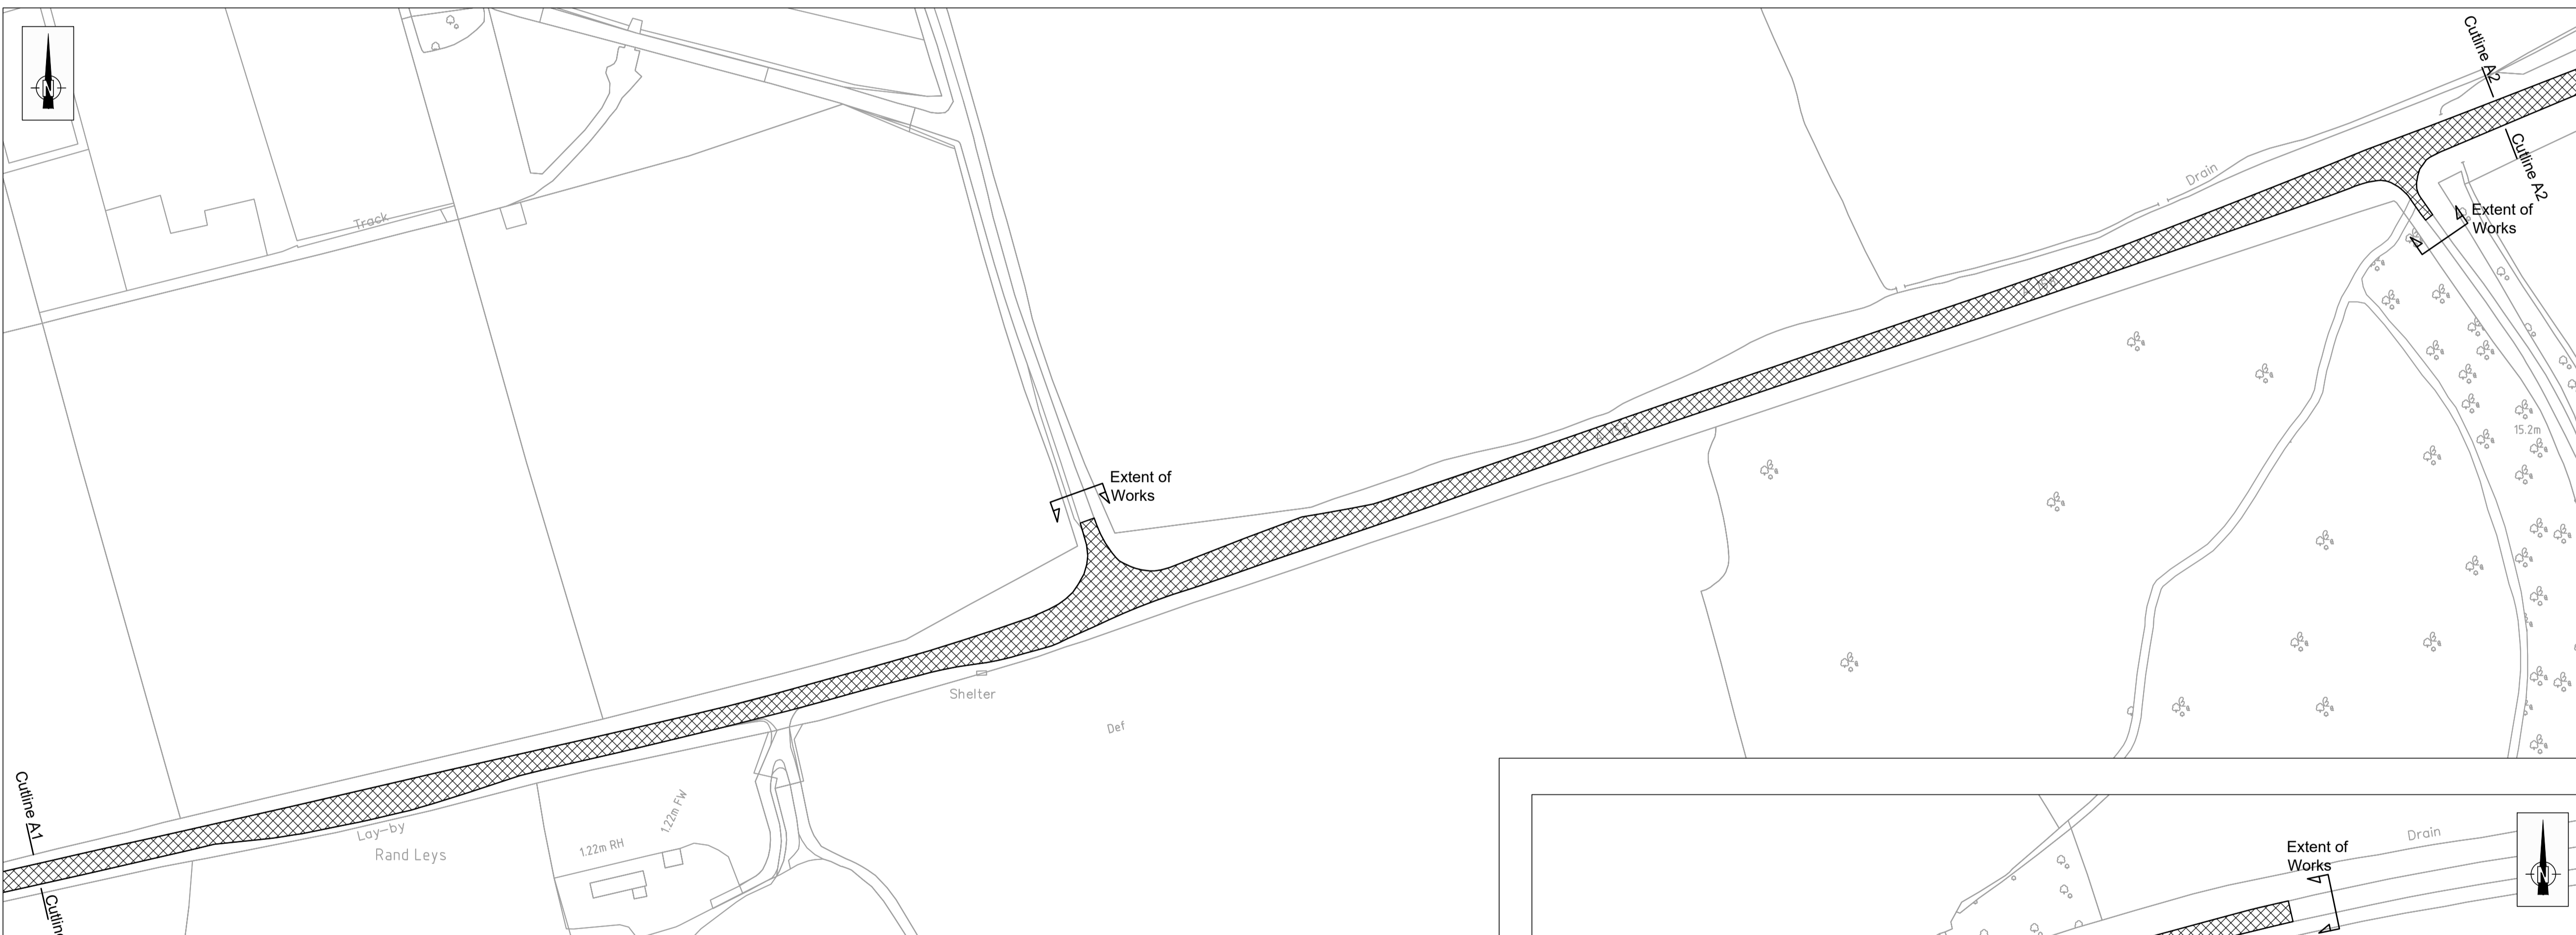 N
Cutline A2
Drain
Cutline A2
Extent of
Works
Track
15.2m
Extent of
Works
Shelter
Def
Cutline A1
Lay-by
Rand Leys
1.22m RH
1.22m FW
Drain
Extent of
Works
N